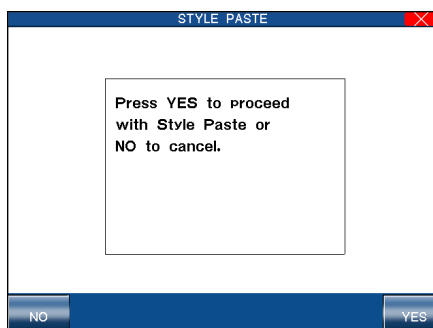 STYLE PASTE
Press YES to proceed
with Style Paste or
NO to cancel.
NO
YES